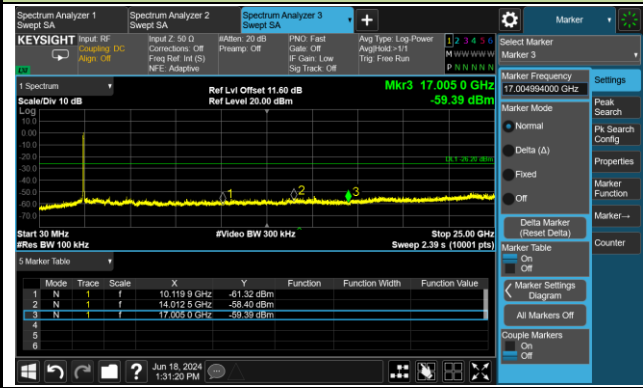 Spectrum Analyzer 1
Swept SA
Spectrum Analyzer 2
Swept SA
Spectrum Analyzer 3
Swept SA
Marker
KEYSIGHT
Input: RF
Coupling: DC
Align: Off
Input Z: 50 Ω
Corrections: Off
Freq Ref: Int (S)
NFE: Adaptive
#Atten: 20 dB
Preamp: Off
PNO: Fast
Gate: Off
IF Gain: Low
Sig Track: Off
Avg Type: Log-Power
Avg|Hold:>1/1
Trig: Free Run
1 2 3 4 5 6
M W W W W W
P N N N N N
1 Spectrum
Scale/Div 10 dB
Log
Ref Lvl Offset 11.60 dB
Ref Level 20.00 dBm
Mkr3 17.005 0 GHz
-59.39 dBm
10.0
0.00
-10.0
-20.0
-30.0
-40.0
-50.0
-60.0
-70.0
DL1 -26.20 dBm
1
2
3
Start 30 MHz
#Res BW 100 kHz
#Video BW 300 kHz
Stop 25.00 GHz
Sweep 2.39 s (10001 pts)
5 Marker Table
Mode Trace Scale X Y Function Function Width Function Value
1 N 1 f 10.119 9 GHz -61.32 dBm
2 N 1 f 14.012 5 GHz -58.40 dBm
3 N 1 f 17.005 0 GHz -59.39 dBm
4
5
6
Jun 18, 2024
1:31:20 PM
Select Marker
Marker 3
Marker Frequency
17.004994000 GHz
Marker Mode
Normal
Delta (Δ)
Fixed
Off
Delta Marker
(Reset Delta)
Marker Table
On
Off
Marker Settings
Diagram
All Markers Off
Couple Markers
On
Off
Settings
Peak
Search
Pk Search
Config
Properties
Marker
Function
Marker→
Counter